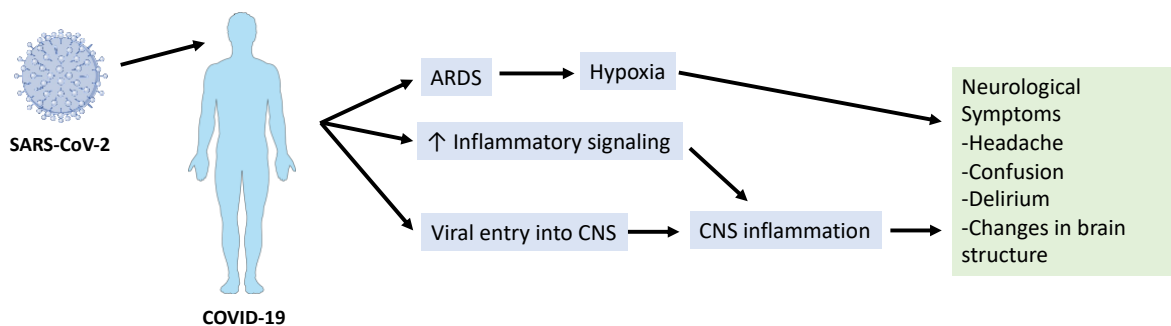 SARS-CoV-2
COVID-19
ARDS
Hypoxia
↑ Inflammatory signaling
Viral entry into CNS
CNS inflammation
Neurological
Symptoms
-Headache
-Confusion
-Delirium
-Changes in brain
structure